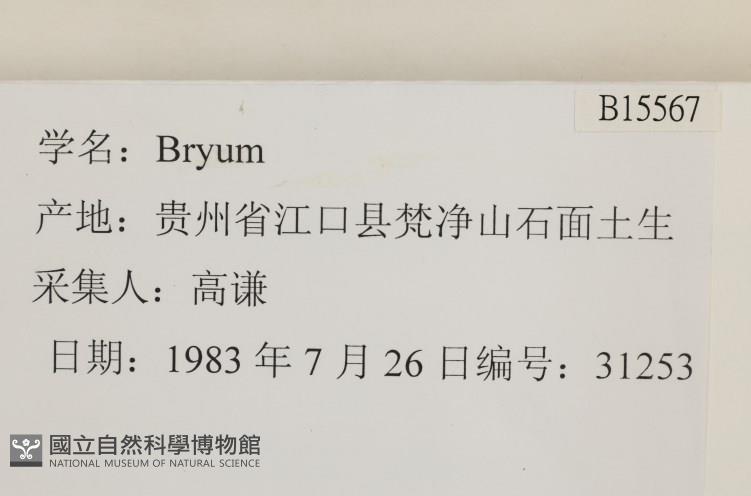 B15567
学名：Bryum
产地：贵州省江口县梵净山石面土生
采集人：高谦
日期：1983 年 7 月 26 日编号：31253
國立自然科學博物館
NATIONAL MUSEUM OF NATURAL SCIENCE